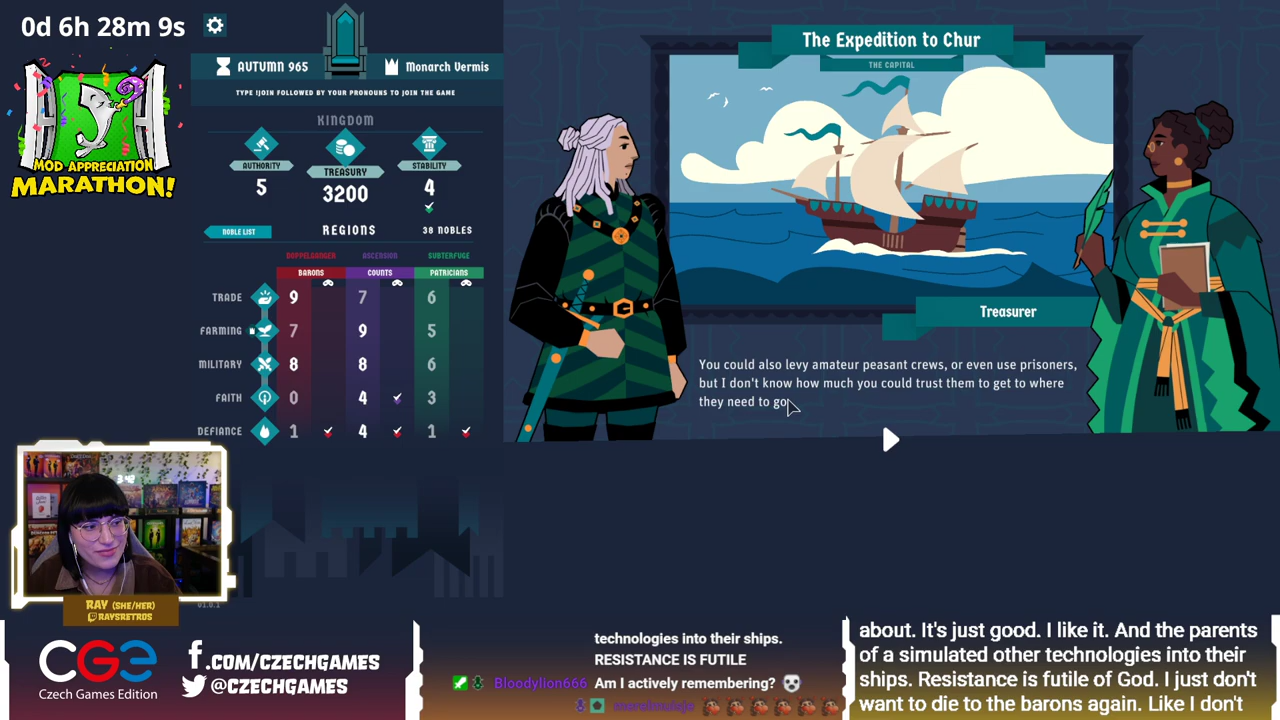 0d 6h 28m 9s
MOD APPRECIATION
MARATHON!
AUTUMN 965
Monarch Vermis
TYPE !JOIN FOLLOWED BY YOUR PRONOUNS TO JOIN THE GAME
KINGDOM
AUTHORITY
TREASURY
STABILITY
5
3200
4
NOBLE LIST
REGIONS
38 NOBLES
DOPPELGANGER
ASCENSION
SUBTERFUGE
BARONS
COUNTS
PATRICIANS
TRADE 9 7 6
FARMING 7 9 5
MILITARY 8 8 6
FAITH 0 4 3
DEFIANCE 1 4 1
The Expedition to Chur
THE CAPITAL
Treasurer
You could also levy amateur peasant crews, or even use prisoners,
but I don't know how much you could trust them to get to where
they need to go.
3:42
RAY (SHE/HER)
RAYSRETROS
V1.0.1
CGE
Czech Games Edition
f.COM/CZECHGAMES
@CZECHGAMES
technologies into their ships.
RESISTANCE IS FUTILE
Bloodylion666 Am I actively remembering?
about. It's just good. I like it. And the parents
of a simulated other technologies into their
ships. Resistance is futile of God. I just don't
want to die to the barons again. Like I don't